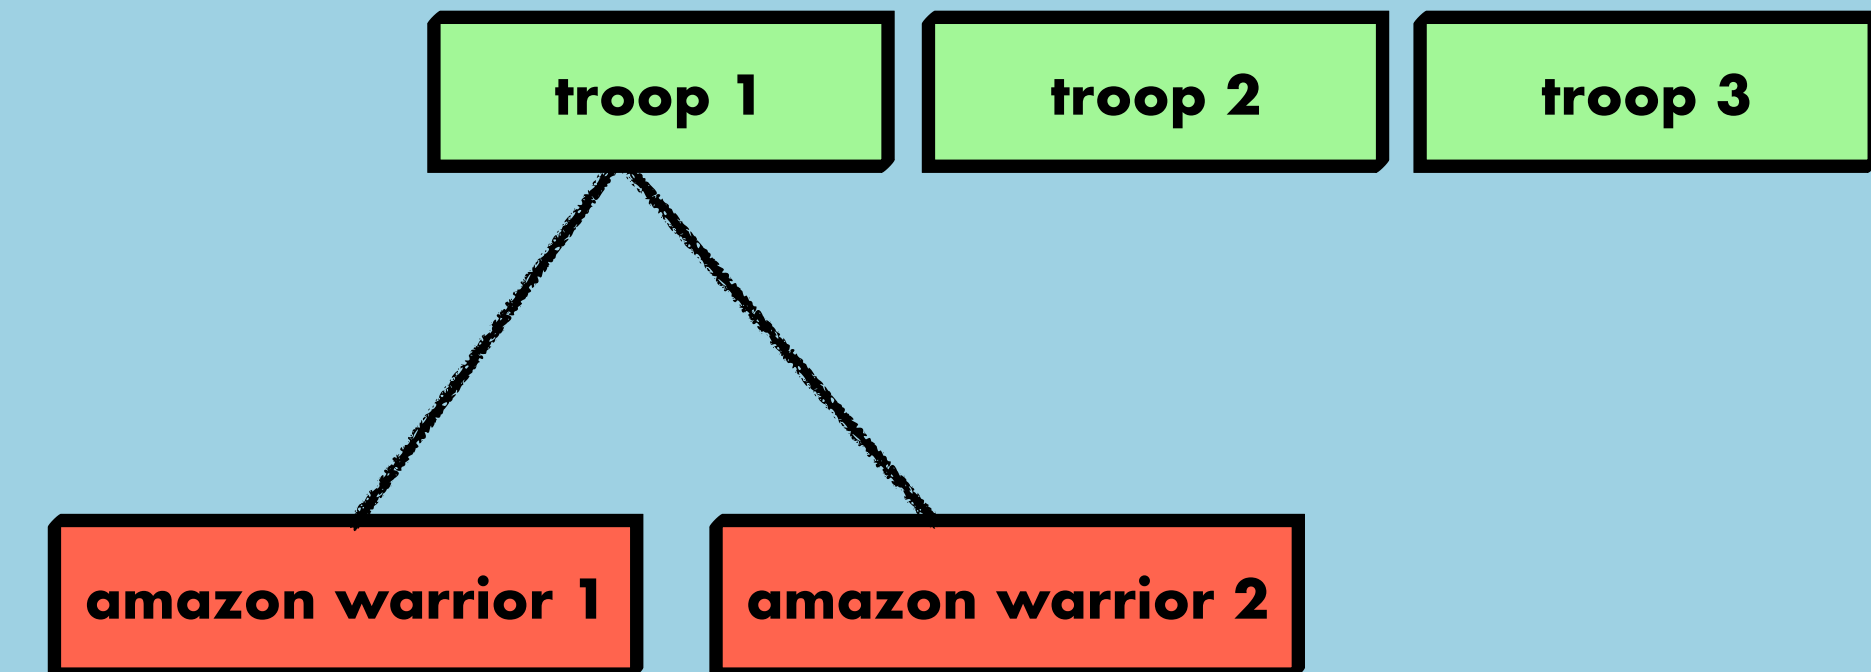 troop 1
troop 2
troop 3
amazon warrior 1
amazon warrior 2